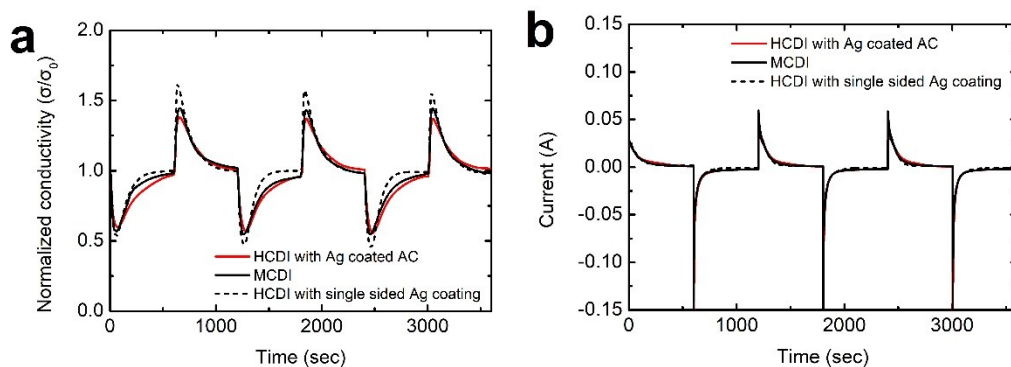 a
2.0
1.5
1.0
0.5
0.0
Normalized conductivity (σ/σ₀)
HCDI with Ag coated AC
MCDI
HCDI with single sided Ag coating
0
1000
2000
3000
Time (sec)
b
0.15
0.10
0.05
0.00
-0.05
-0.10
-0.15
Current (A)
HCDI with Ag coated AC
MCDI
HCDI with single sided Ag coating
0
1000
2000
3000
Time (sec)